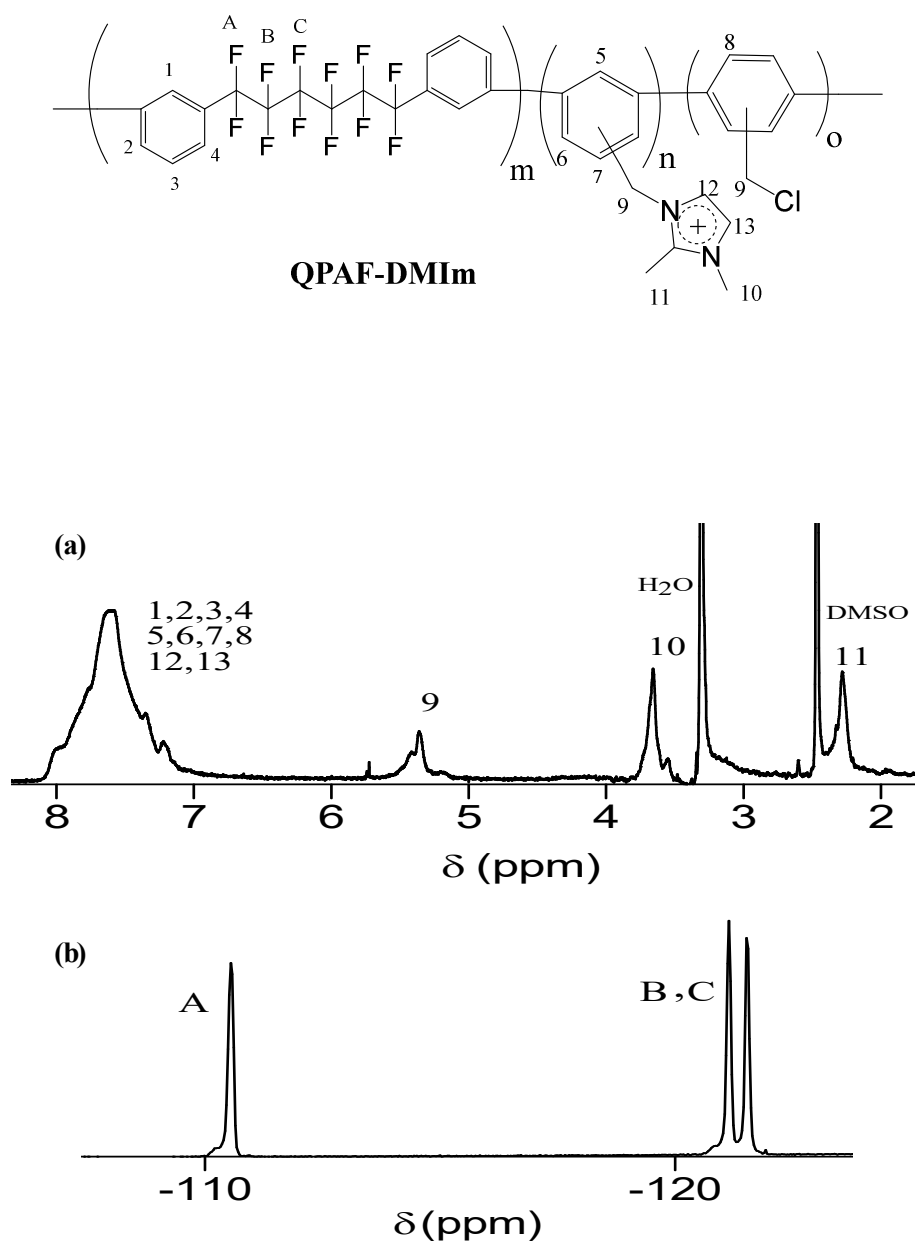 A
B
C
F F F F F F
F F F F F F
1
2
3
4
m
5
6
7
n
8
9
o
9
Cl
N
12
13
+
N
11
10
QPAF-DMIm
(a)
1,2,3,4
5,6,7,8
12,13
9
10
H2O
DMSO
11
8 7 6 5 4 3 2
δ (ppm)
(b)
A
B ,C
-110 -120
δ (ppm)